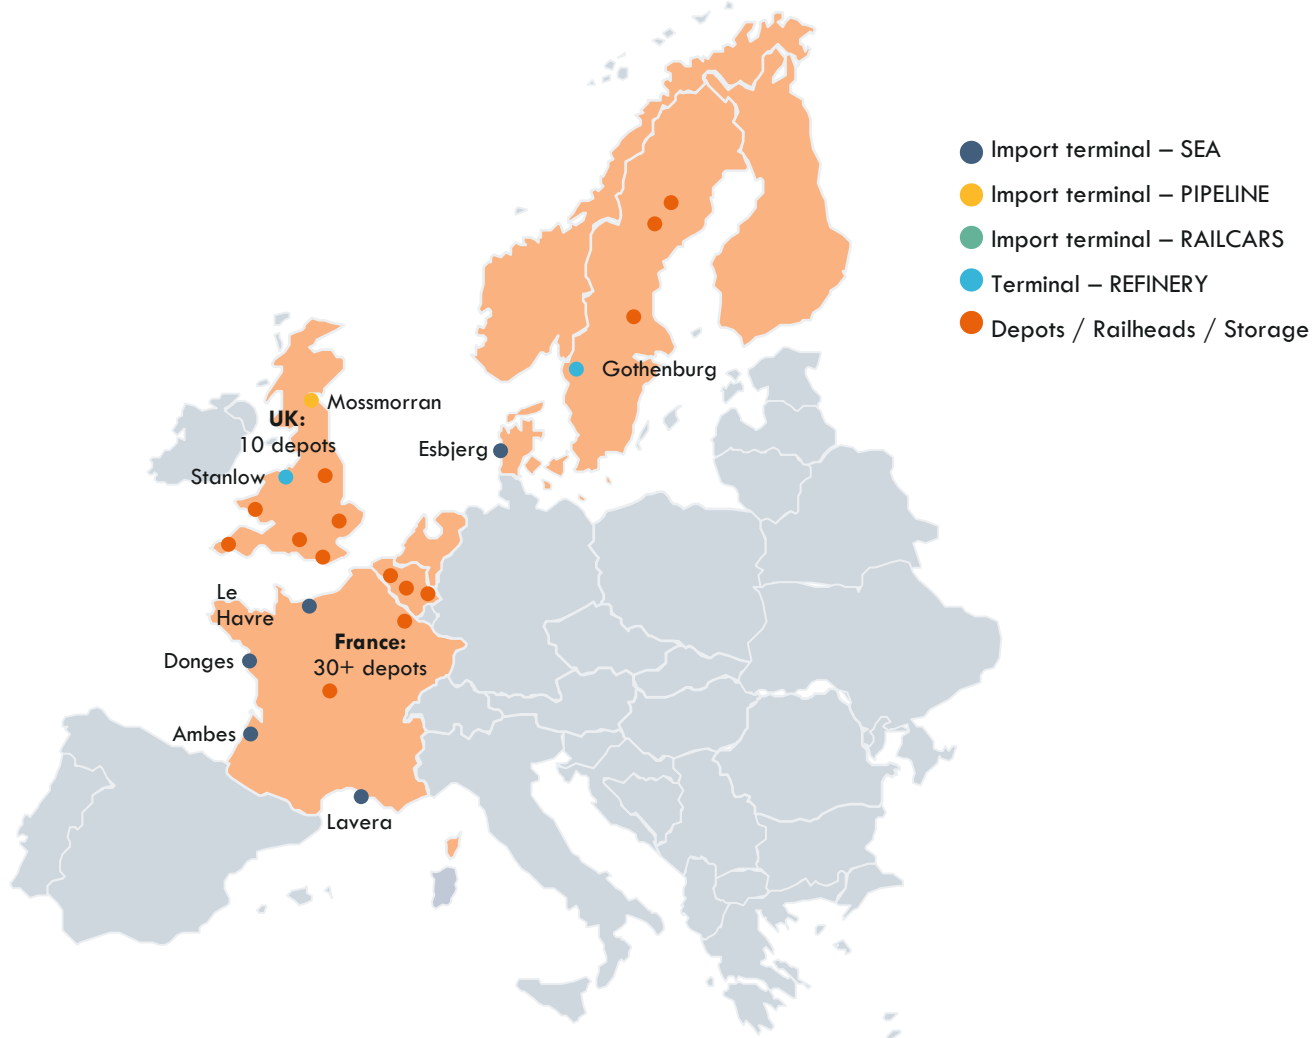 Import terminal – SEA
Import terminal – PIPELINE
Import terminal – RAILCARS
Terminal – REFINERY
Depots / Railheads / Storage
Gothenburg
Mossmorran
UK:
10 depots
Esbjerg
Stanlow
Le
Havre
France:
30+ depots
Donges
Ambes
Lavera